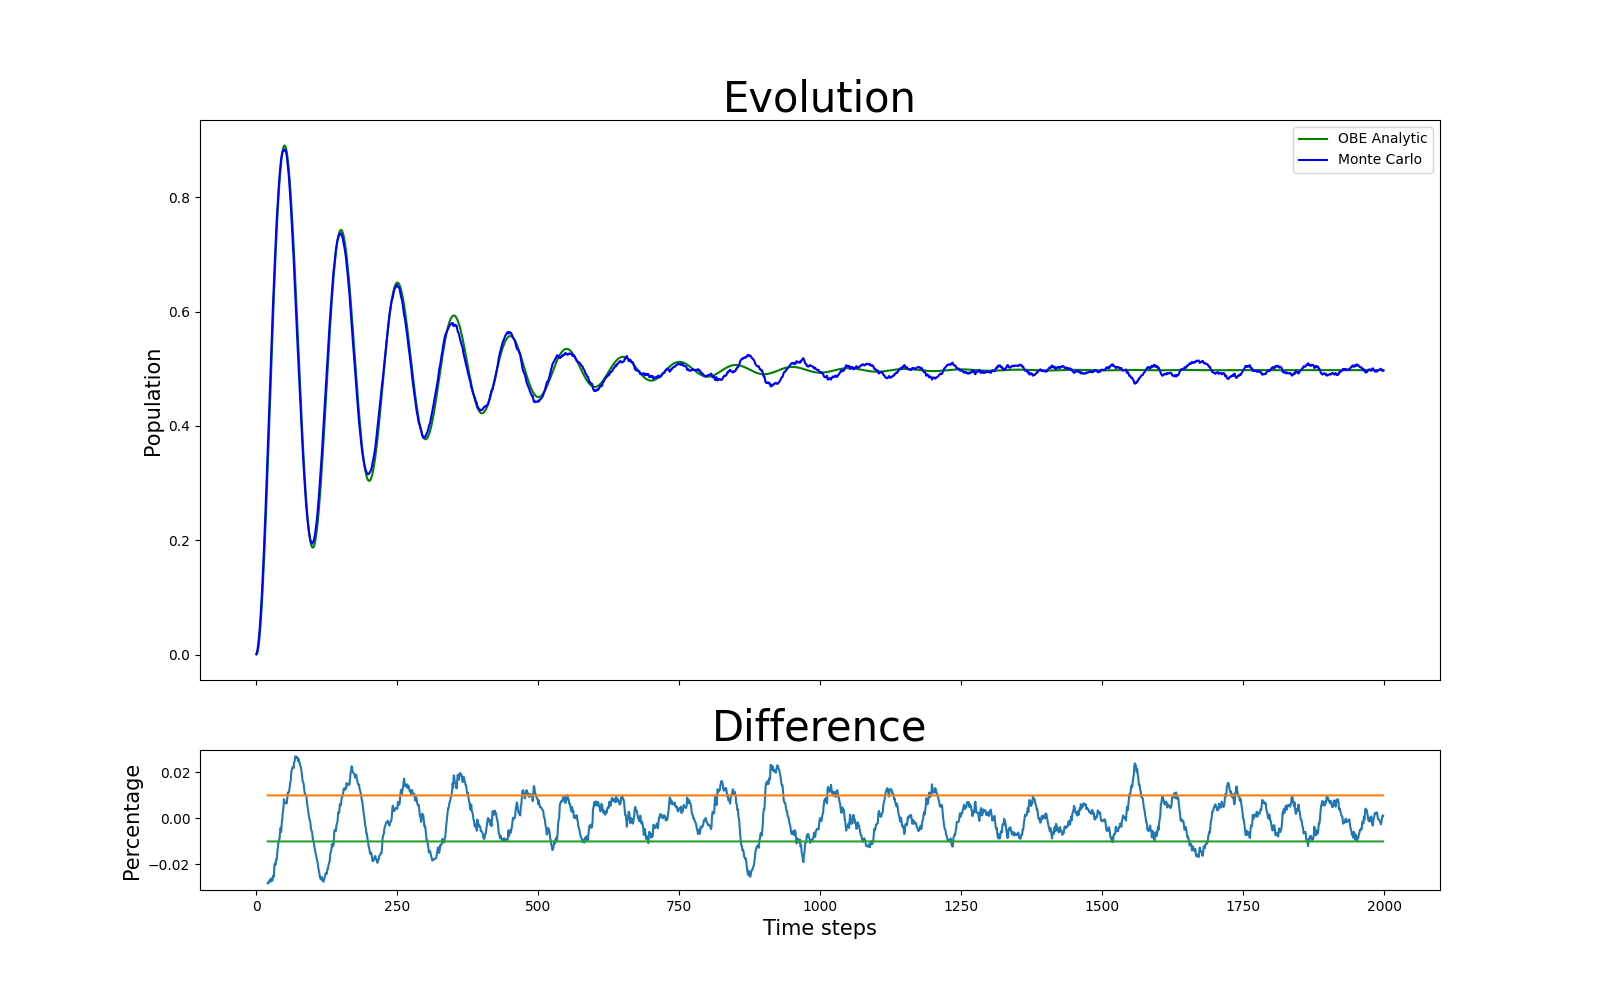 Evolution
OBE Analytic
Monte Carlo
0.8
0.6
0.4
0.2
0.0
Population
Difference
0.02
0.00
−0.02
Percentage
0 250 500 750 1000 1250 1500 1750 2000
Time steps